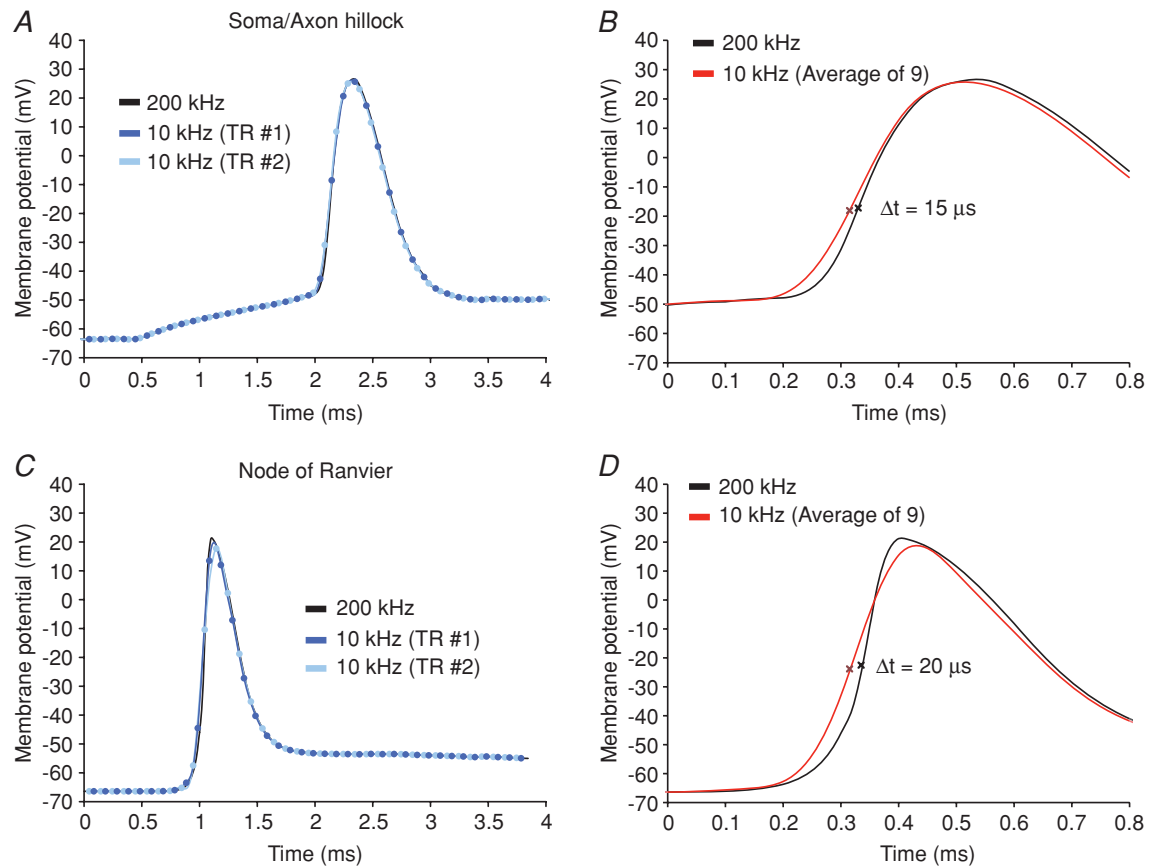 A
Soma/Axon hillock
Membrane potential (mV)
40
30
20
10
0
-10
-20
-30
-40
-50
-60
-70
200 kHz
10 kHz (TR #1)
10 kHz (TR #2)
0 0.5 1 1.5 2 2.5 3 3.5 4
Time (ms)
B
Membrane potential (mV)
40
30
20
10
0
-10
-20
-30
-40
-50
-60
-70
200 kHz
10 kHz (Average of 9)
Δt = 15 µs
0 0.1 0.2 0.3 0.4 0.5 0.6 0.7 0.8
Time (ms)
C
Node of Ranvier
Membrane potential (mV)
40
30
20
10
0
-10
-20
-30
-40
-50
-60
-70
200 kHz
10 kHz (TR #1)
10 kHz (TR #2)
0 0.5 1 1.5 2 2.5 3 3.5 4
Time (ms)
D
Membrane potential (mV)
40
30
20
10
0
-10
-20
-30
-40
-50
-60
-70
200 kHz
10 kHz (Average of 9)
Δt = 20 µs
0 0.1 0.2 0.3 0.4 0.5 0.6 0.7 0.8
Time (ms)